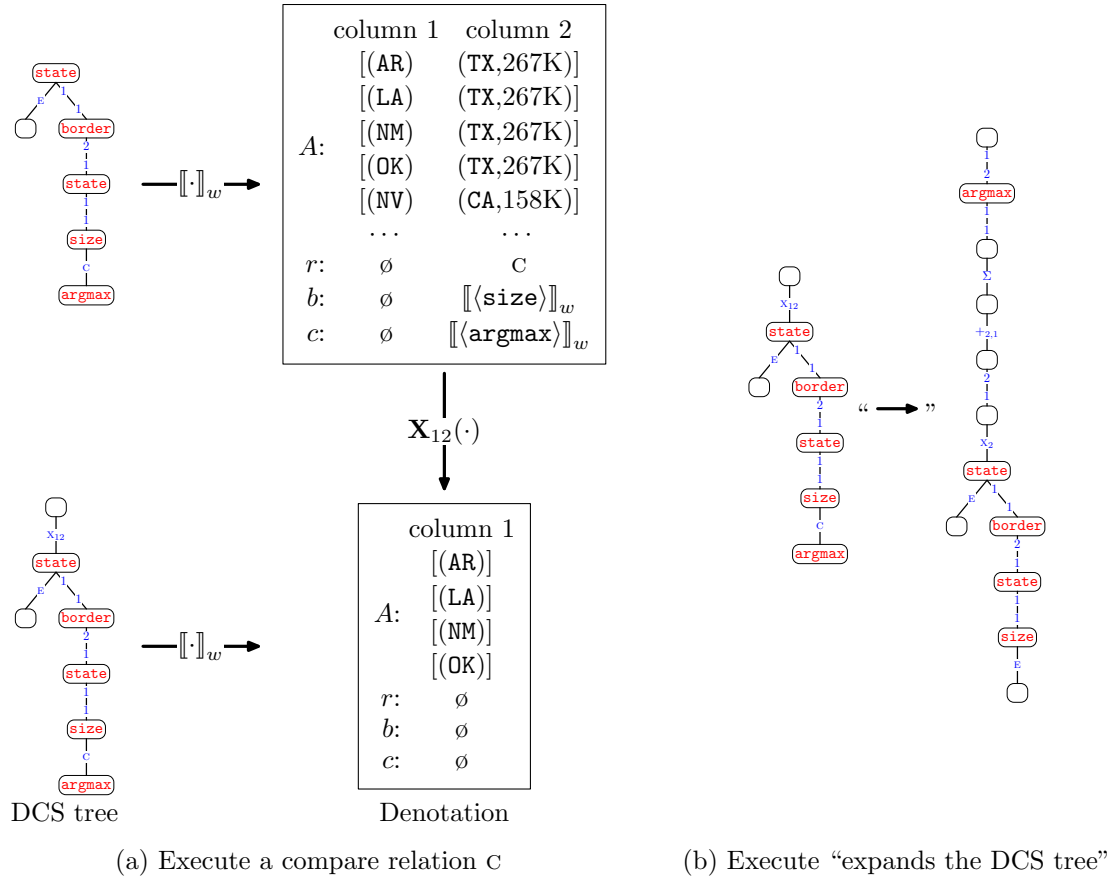 state
E 1
1
border
2
1
state
1
1
size
C
argmax
⟦·⟧w
column 1 column 2
[(AR) (TX,267K)]
[(LA) (TX,267K)]
[(NM) (TX,267K)]
A:
[(OK) (TX,267K)]
[(NV) (CA,158K)]
··· ···
r: ø C
b: ø ⟦⟨size⟩⟧w
c: ø ⟦⟨argmax⟩⟧w
X12(·)
X12
state
E 1
1
border
2
1
state
1
1
size
C
argmax
DCS tree
⟦·⟧w
column 1
[(AR)]
[(LA)]
A:
[(NM)]
[(OK)]
r: ø
b: ø
c: ø
Denotation
(a) Execute a compare relation C
X12
state
E 1
1
border
2
1
state
1
1
size
C
argmax
“ ”
1
2
argmax
1
1
Σ
+2,1
2
1
X2
state
E 1
1
border
2
1
state
1
1
size
E
(b) Execute “expands the DCS tree”